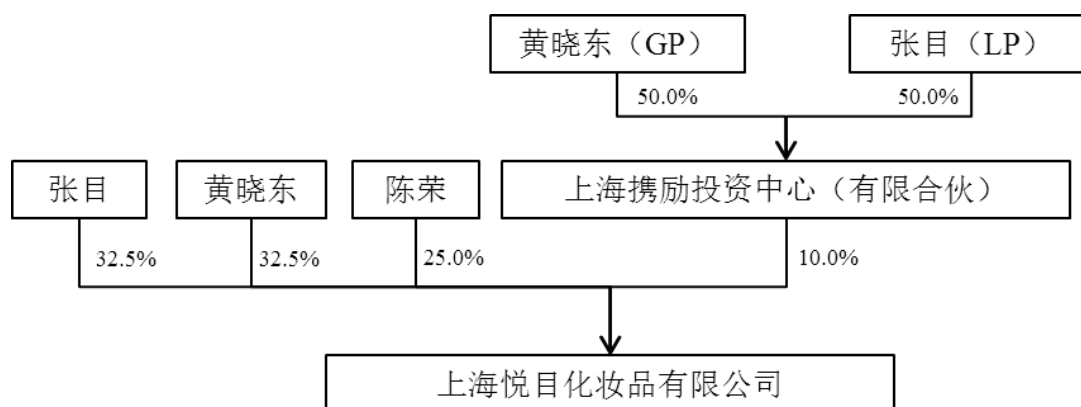 黄晓东（GP）
张目（LP）
50.0%
50.0%
张目
黄晓东
陈荣
上海携励投资中心（有限合伙）
32.5%
32.5%
25.0%
10.0%
上海悦目化妆品有限公司